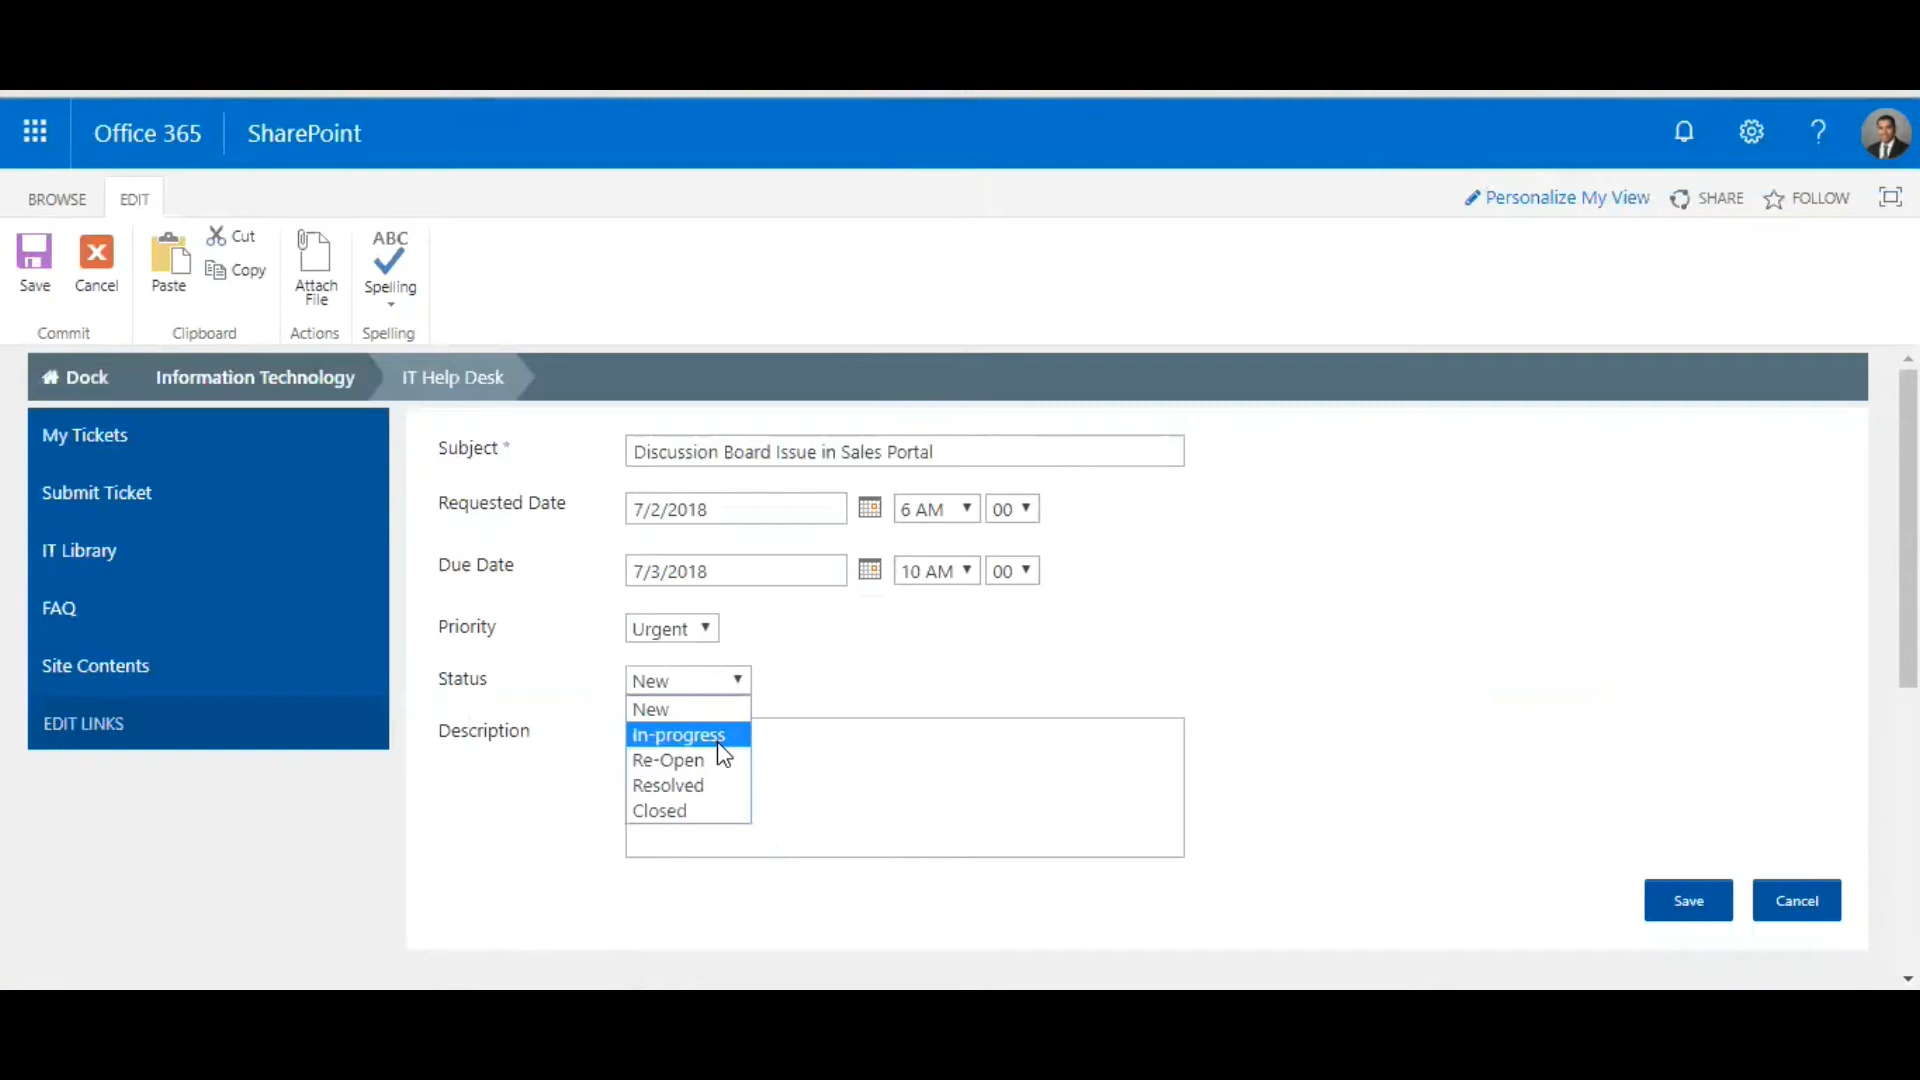 Office 365
SharePoint
BROWSE
EDIT
Personalize My View
SHARE
FOLLOW
Save
Cancel
Paste
Cut
Copy
Attach
File
ABC
Spelling
Commit
Clipboard
Actions
Spelling
Dock
Information Technology
IT Help Desk
My Tickets
Submit Ticket
IT Library
FAQ
Site Contents
EDIT LINKS
Subject *
Discussion Board Issue in Sales Portal
Requested Date
7/2/2018
6 AM
00
Due Date
7/3/2018
10 AM
00
Priority
Urgent
Status
New
New
In-progress
Re-Open
Resolved
Closed
Description
Save
Cancel